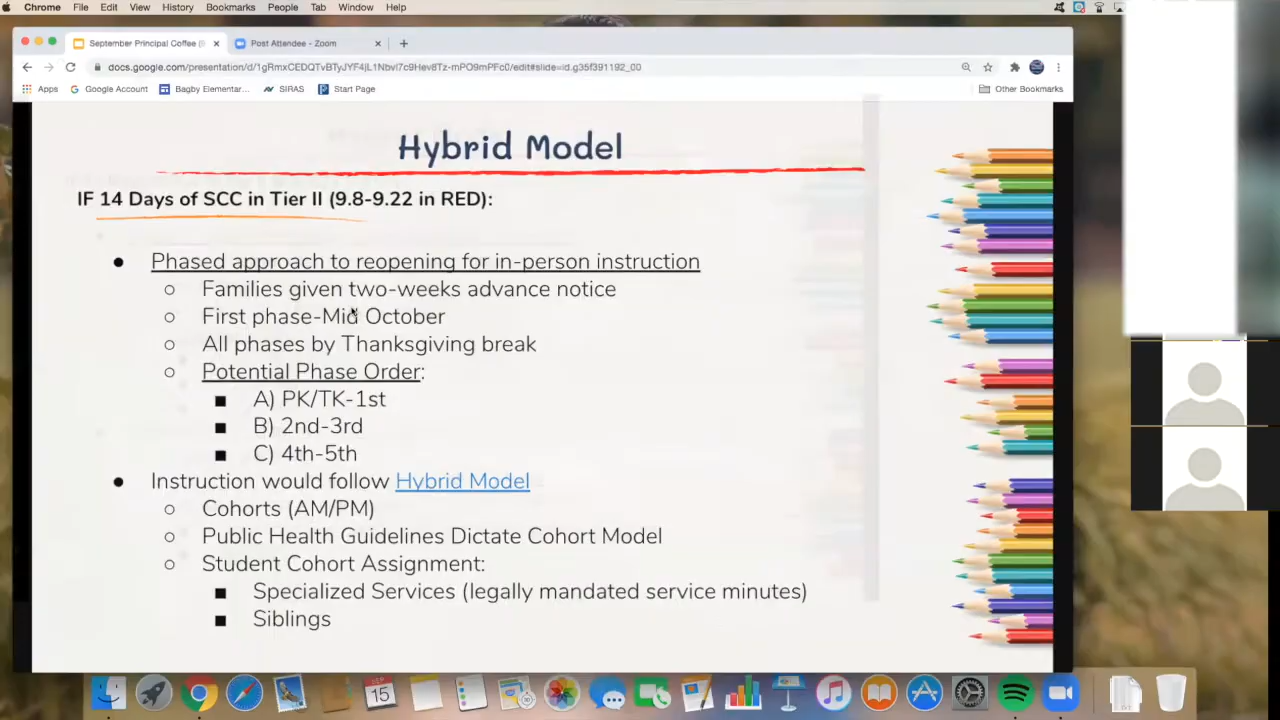 Chrome File Edit View History Bookmarks People Tab Window Help
September Principal Coffee (
Post Attendee - Zoom
docs.google.com/presentation/d/1gRmxCEDQTvBTyJYF4jL1Nbvl7c9Hev8Tz-mPO9mPFc0/edit#slide=id.g35f391192_00
Apps Google Account Bagby Elementar... SIRAS Start Page Other Bookmarks
Hybrid Model
IF 14 Days of SCC in Tier II (9.8-9.22 in RED):
● Phased approach to reopening for in-person instruction
○ Families given two-weeks advance notice
○ First phase-Mid October
○ All phases by Thanksgiving break
○ Potential Phase Order:
■ A) PK/TK-1st
■ B) 2nd-3rd
■ C) 4th-5th
● Instruction would follow Hybrid Model
○ Cohorts (AM/PM)
○ Public Health Guidelines Dictate Cohort Model
○ Student Cohort Assignment:
■ Specialized Services (legally mandated service minutes)
■ Siblings
SEP
15